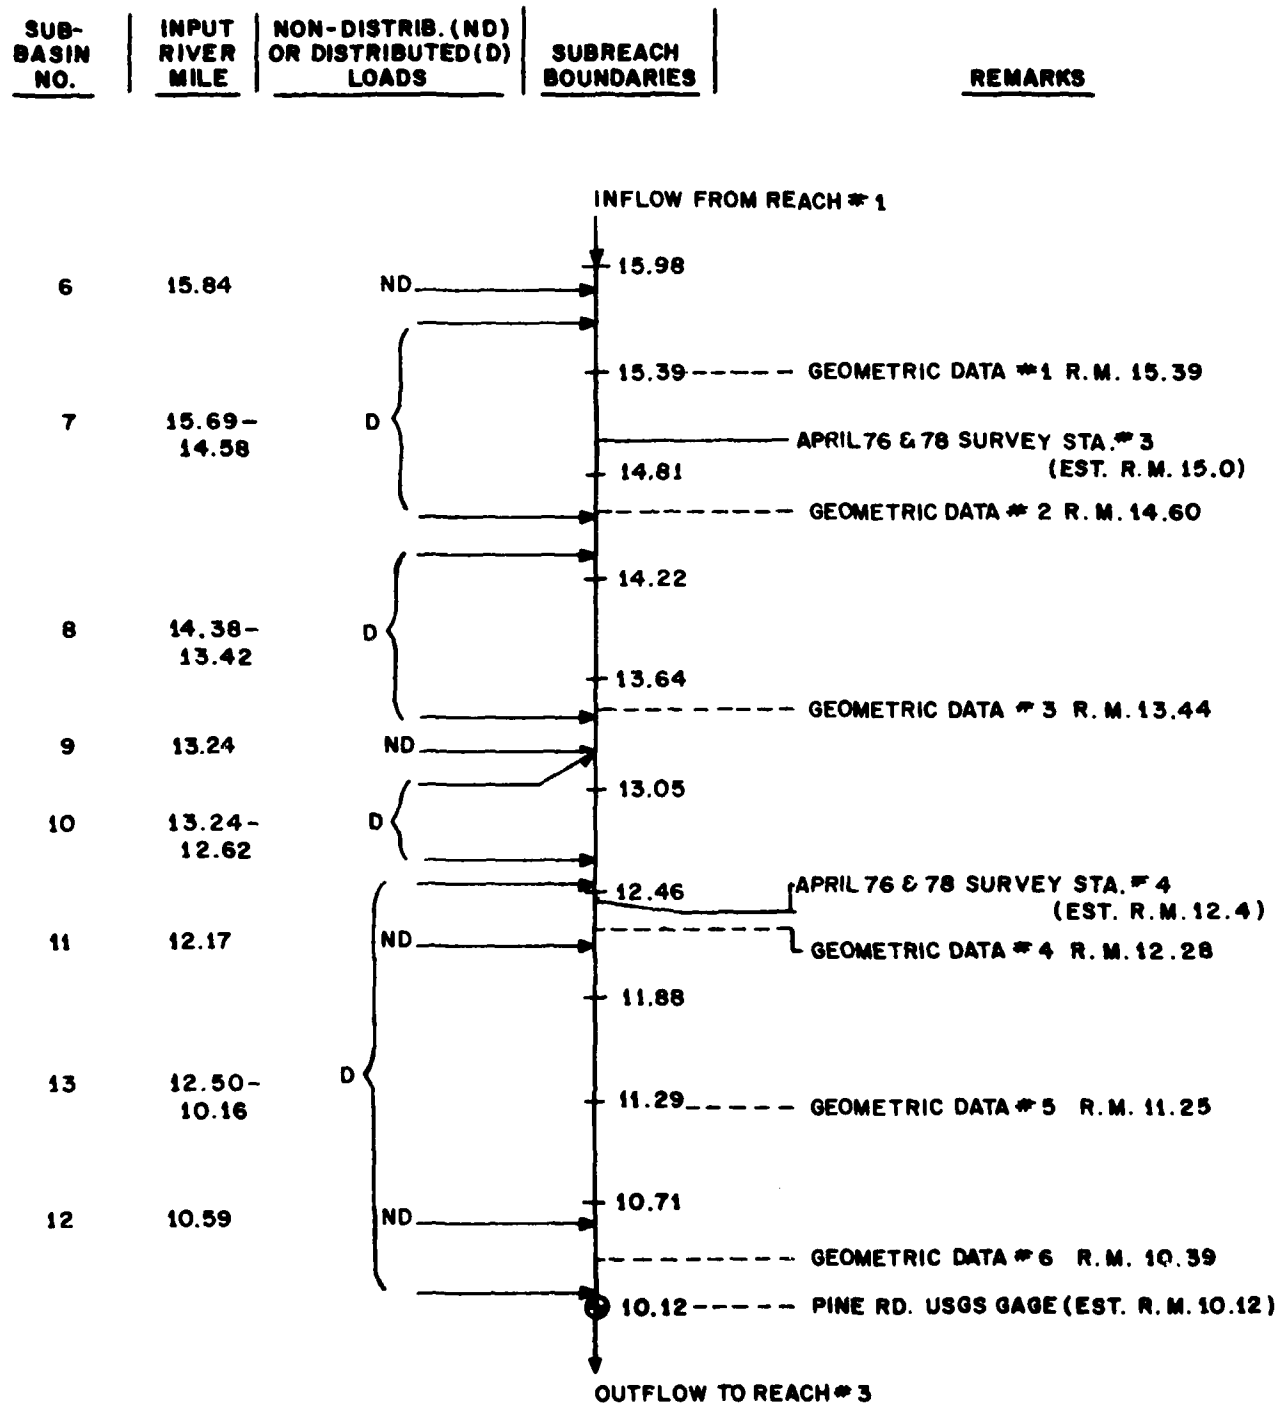 SUB-BASIN NO.
INPUT RIVER MILE
NON-DISTRIB. (ND) OR DISTRIBUTED (D) LOADS
SUBREACH BOUNDARIES
REMARKS
INFLOW FROM REACH # 1
15.98
6 15.84 ND
15.39 GEOMETRIC DATA #1 R.M. 15.39
7 15.69- D
14.58
APRIL 76 & 78 SURVEY STA. # 3
(EST. R.M. 15.0)
14.81
GEOMETRIC DATA # 2 R.M. 14.60
14.22
8 14.38- D
13.42
13.64
GEOMETRIC DATA # 3 R.M. 13.44
9 13.24 ND
13.05
10 13.24- D
12.62
12.46 APRIL 76 & 78 SURVEY STA. # 4
(EST. R.M. 12.4)
11 12.17 ND
GEOMETRIC DATA # 4 R.M. 12.28
11.88
13 12.50- D
10.16
11.29 GEOMETRIC DATA # 5 R.M. 11.25
10.71
12 10.59 ND
GEOMETRIC DATA # 6 R.M. 10.39
10.12 PINE RD. USGS GAGE (EST. R.M. 10.12)
OUTFLOW TO REACH # 3